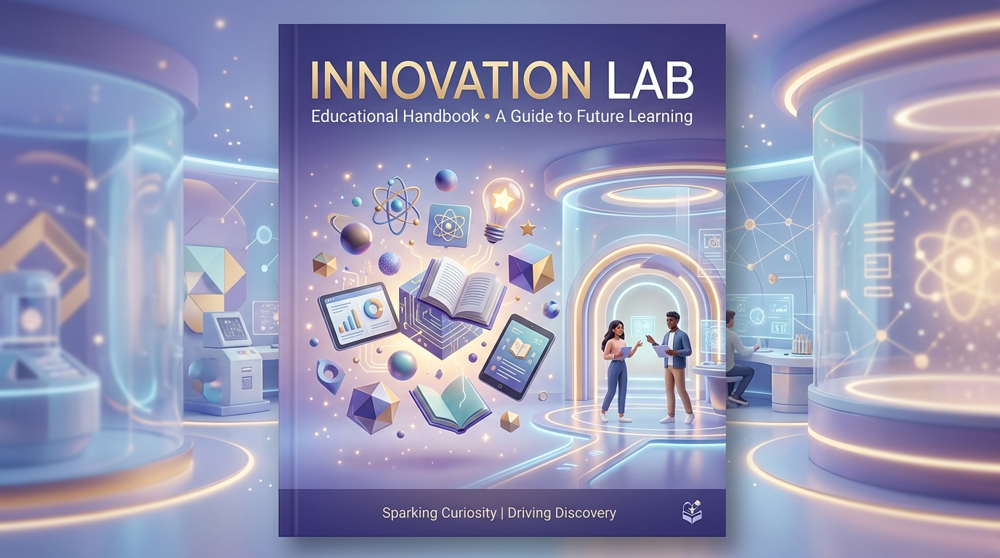 INNOVATION LAB
Educational Handbook • A Guide to Future Learning
Sparking Curiosity | Driving Discovery